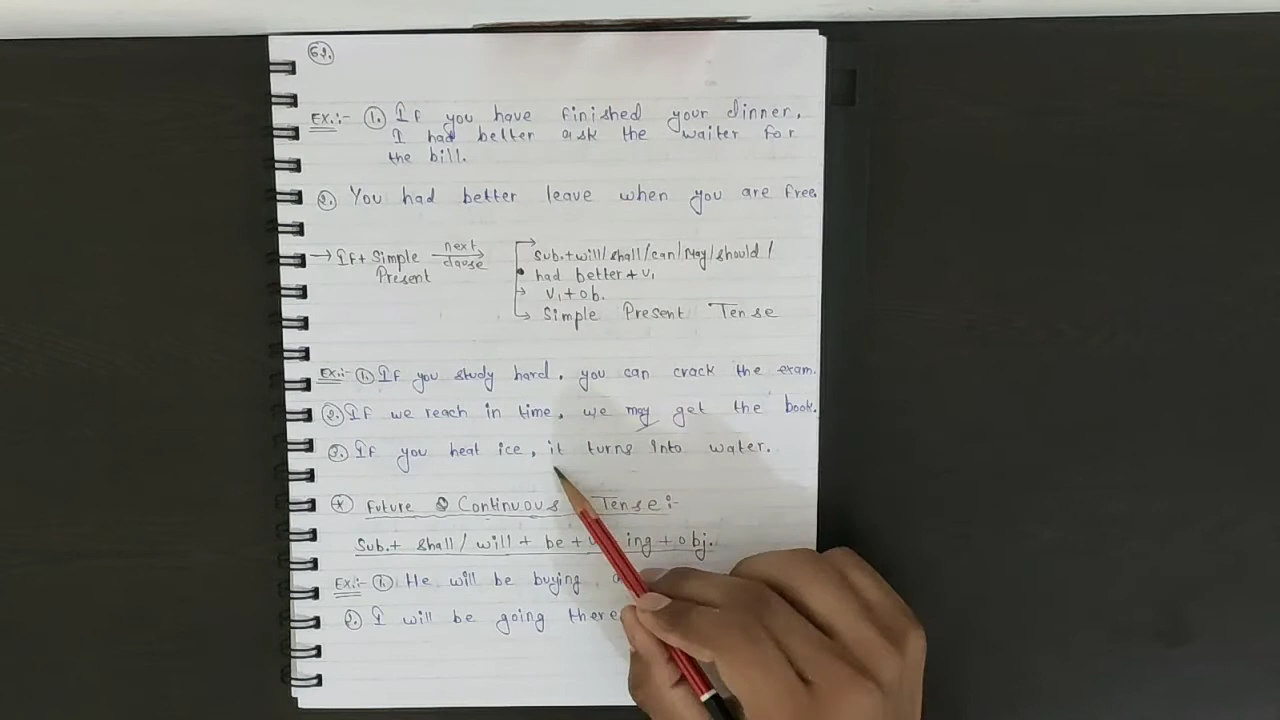 62.
Ex.:- 1. If you have finished your dinner,
I had better ask the waiter for
the bill.
2. You had better leave when you are free.
→ If + Simple Present next clause
Sub. + will/shall/can/may/should/
had better + V1
V1 + ob.
Simple Present Tense
Ex.:- 1. If you study hard, you can crack the exam.
2. If we reach in time, we may get the book.
3. If you heat ice, it turns into water.
* Future Continuous Tense:-
Sub. + shall/will + be + ing + obj.
Ex.:- 1. He will be buying
2. I will be going there